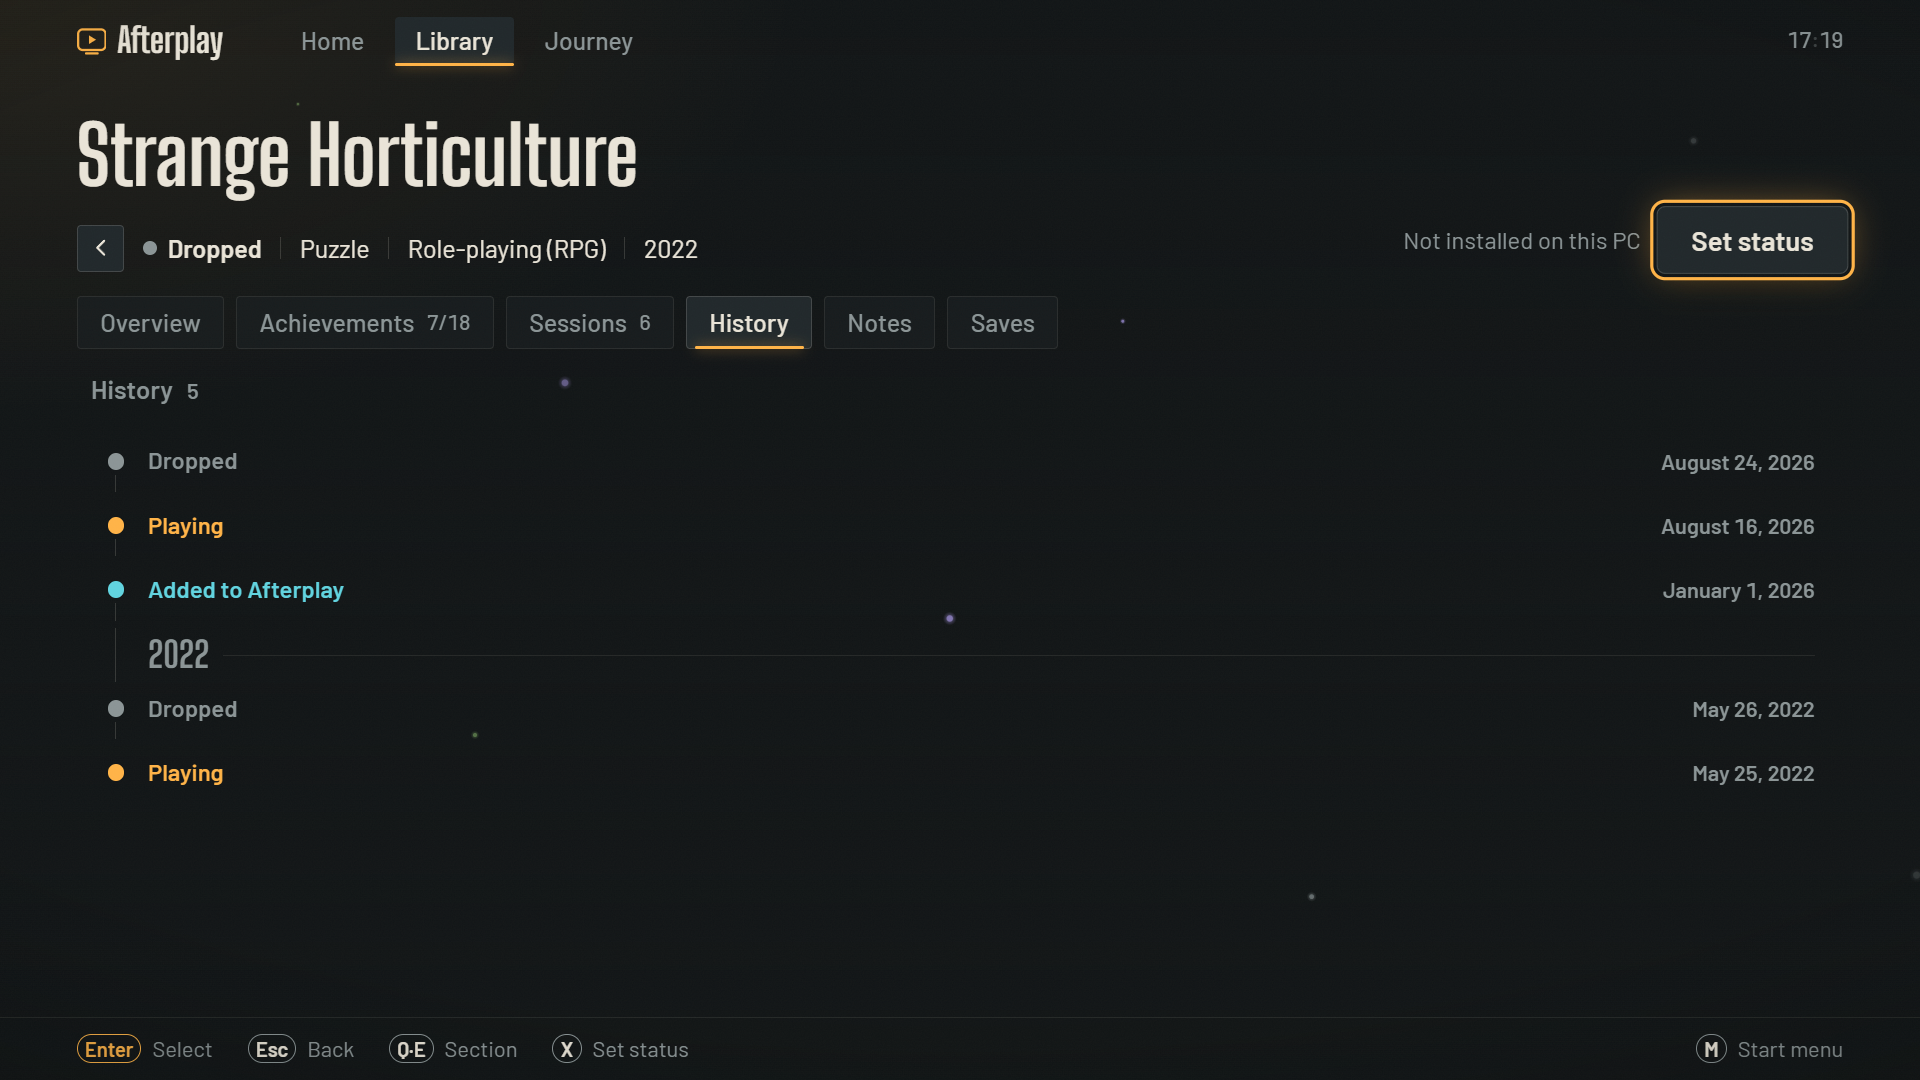 Afterplay
Home
Library
Journey
17:19
Strange Horticulture
Dropped
Puzzle
Role-playing (RPG)
2022
Not installed on this PC
Set status
Overview
Achievements 7/18
Sessions 6
History
Notes
Saves
History 5
Dropped
August 24, 2026
Playing
August 16, 2026
Added to Afterplay
January 1, 2026
2022
Dropped
May 26, 2022
Playing
May 25, 2022
Enter Select
Esc Back
Q·E Section
X Set status
M Start menu